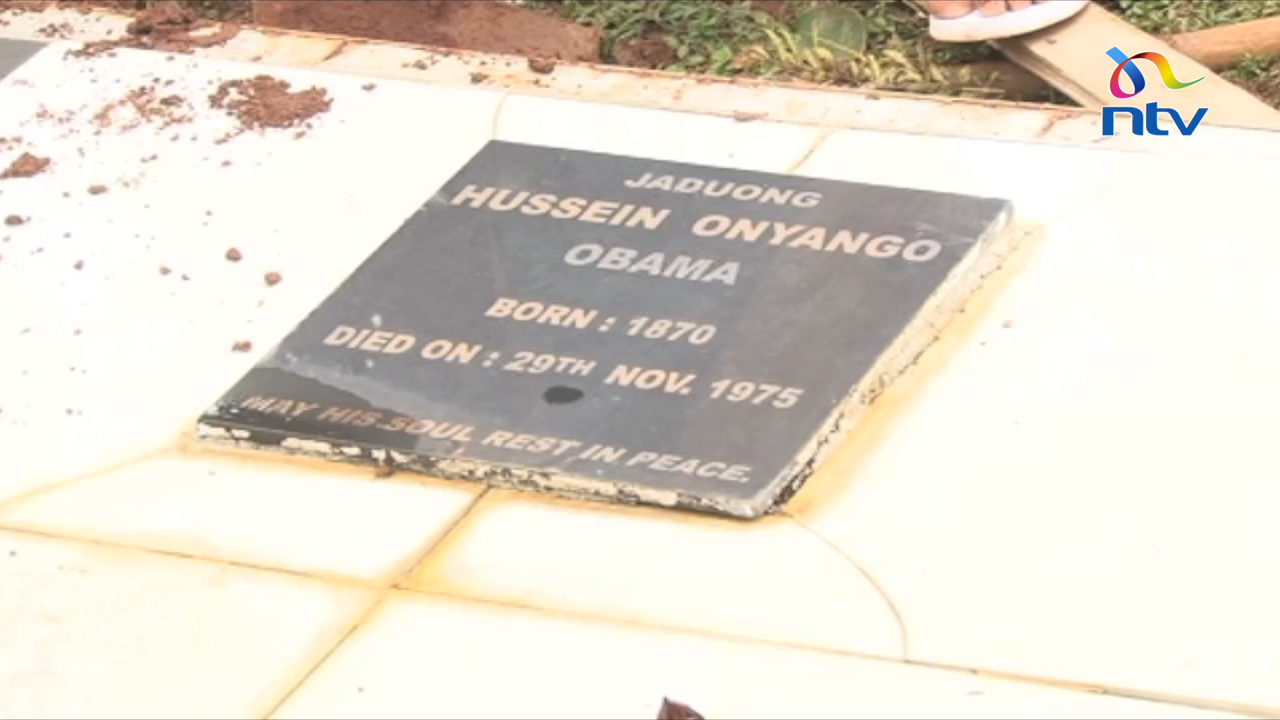 ntv
JADUONG
HUSSEIN ONYANGO
OBAMA
BORN : 1870
DIED ON : 29TH NOV. 1975
MAY HIS SOUL REST IN PEACE.